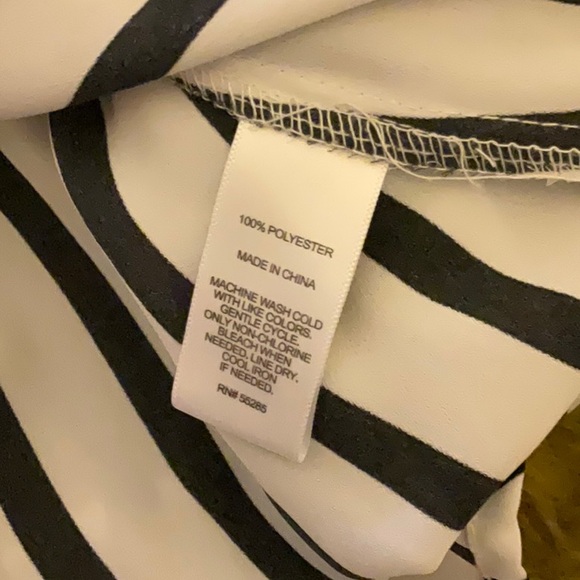 100% POLYESTER
MADE IN CHINA
MACHINE WASH COLD
WITH LIKE COLORS.
GENTLE CYCLE.
ONLY NON-CHLORINE
BLEACH WHEN
NEEDED. LINE DRY.
COOL IRON
IF NEEDED.
RN# 55285